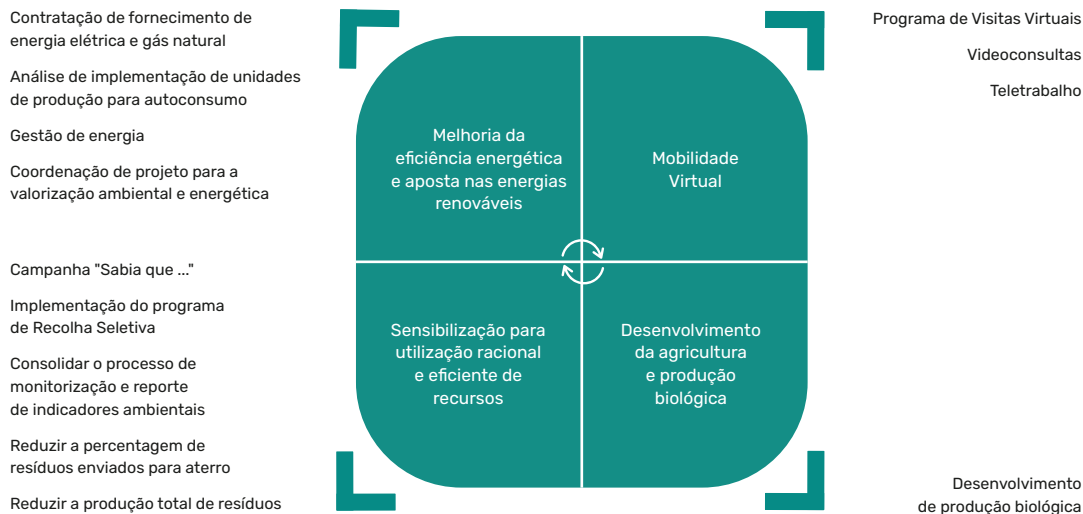 Contratação de fornecimento de
energia elétrica e gás natural
Análise de implementação de unidades
de produção para autoconsumo
Gestão de energia
Coordenação de projeto para a
valorização ambiental e energética
Melhoria da
eficiência energética
e aposta nas energias
renováveis
Mobilidade
Virtual
Programa de Visitas Virtuais
Videoconsultas
Teletrabalho
Campanha "Sabia que ..."
Implementação do programa
de Recolha Seletiva
Consolidar o processo de
monitorização e reporte
de indicadores ambientais
Reduzir a percentagem de
resíduos enviados para aterro
Reduzir a produção total de resíduos
Sensibilização para
utilização racional
e eficiente de
recursos
Desenvolvimento
da agricultura
e produção
biológica
Desenvolvimento
de produção biológica